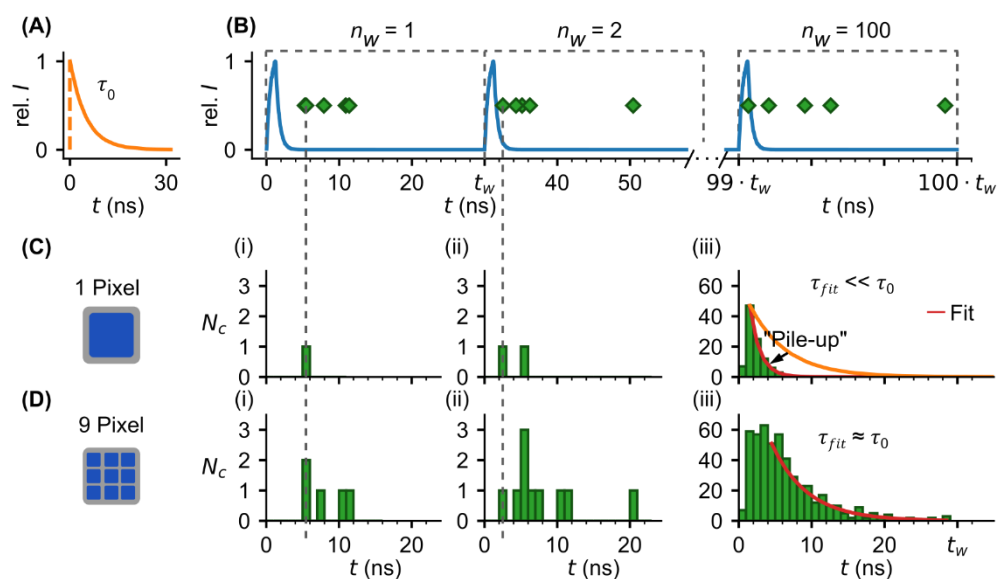 (A)
rel. I
1
0
τ0
0
30
t (ns)
(B)
n_W = 1
n_W = 2
n_W = 100
rel. I
1
0
0
10
20
t_w
40
50
99 · t_w
100 · t_w
t (ns)
t (ns)
(C)
1 Pixel
(i)
(ii)
(iii)
N_c
3
2
1
0
3
2
1
0
60
40
20
0
τ_fit << τ0
Fit
"Pile-up"
(D)
9 Pixel
(i)
(ii)
(iii)
N_c
3
2
1
0
3
2
1
0
60
40
20
0
τ_fit ≈ τ0
0
10
20
t (ns)
0
10
20
t (ns)
0
10
20
t_w
t (ns)